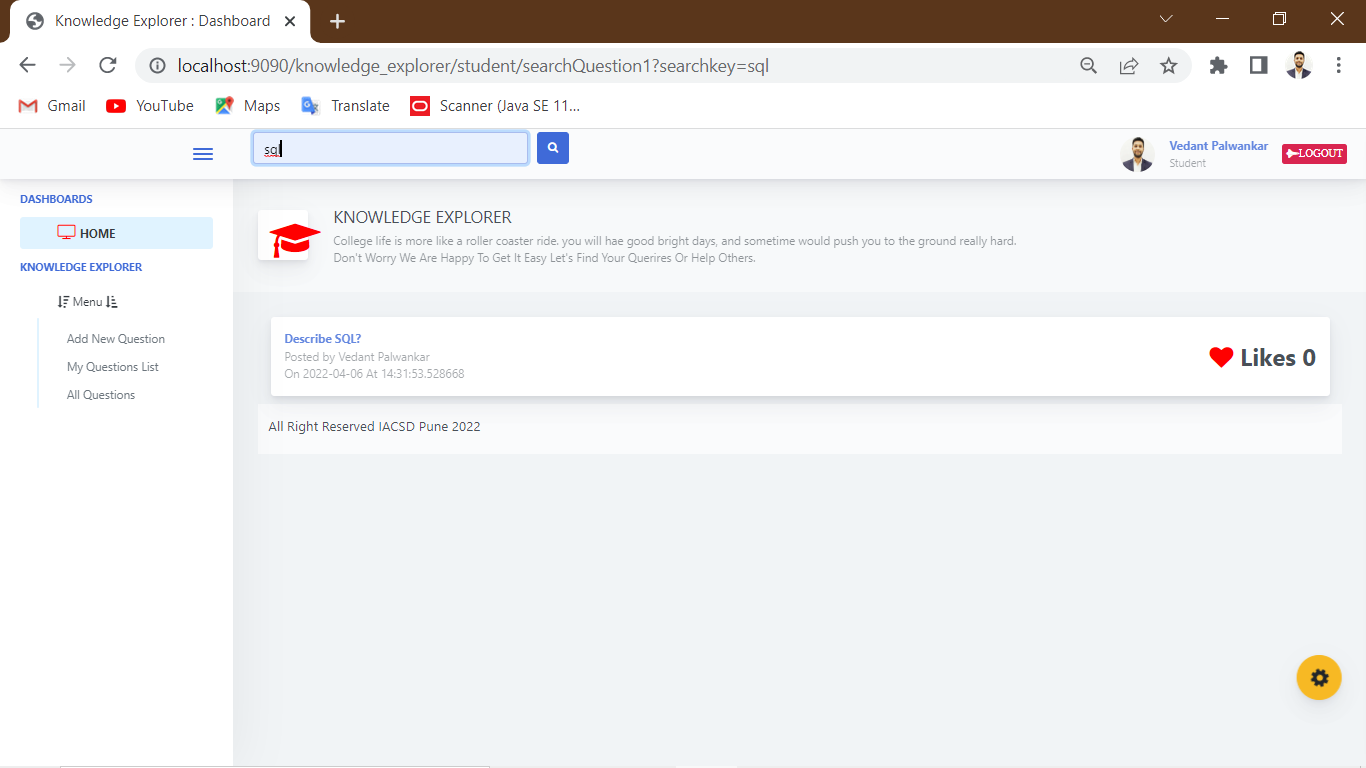 Knowledge Explorer : Dashboard
localhost:9090/knowledge_explorer/student/searchQuestion1?searchkey=sql
Gmail YouTube Maps Translate Scanner (Java SE 11...
sql
Vedant Palwankar
Student
LOGOUT
DASHBOARDS
HOME
KNOWLEDGE EXPLORER
Menu
Add New Question
My Questions List
All Questions
KNOWLEDGE EXPLORER
College life is more like a roller coaster ride. you will hae good bright days, and sometime would push you to the ground really hard.
Don't Worry We Are Happy To Get It Easy Let's Find Your Querires Or Help Others.
Describe SQL?
Posted by Vedant Palwankar
On 2022-04-06 At 14:31:53.528668
Likes 0
All Right Reserved IACSD Pune 2022